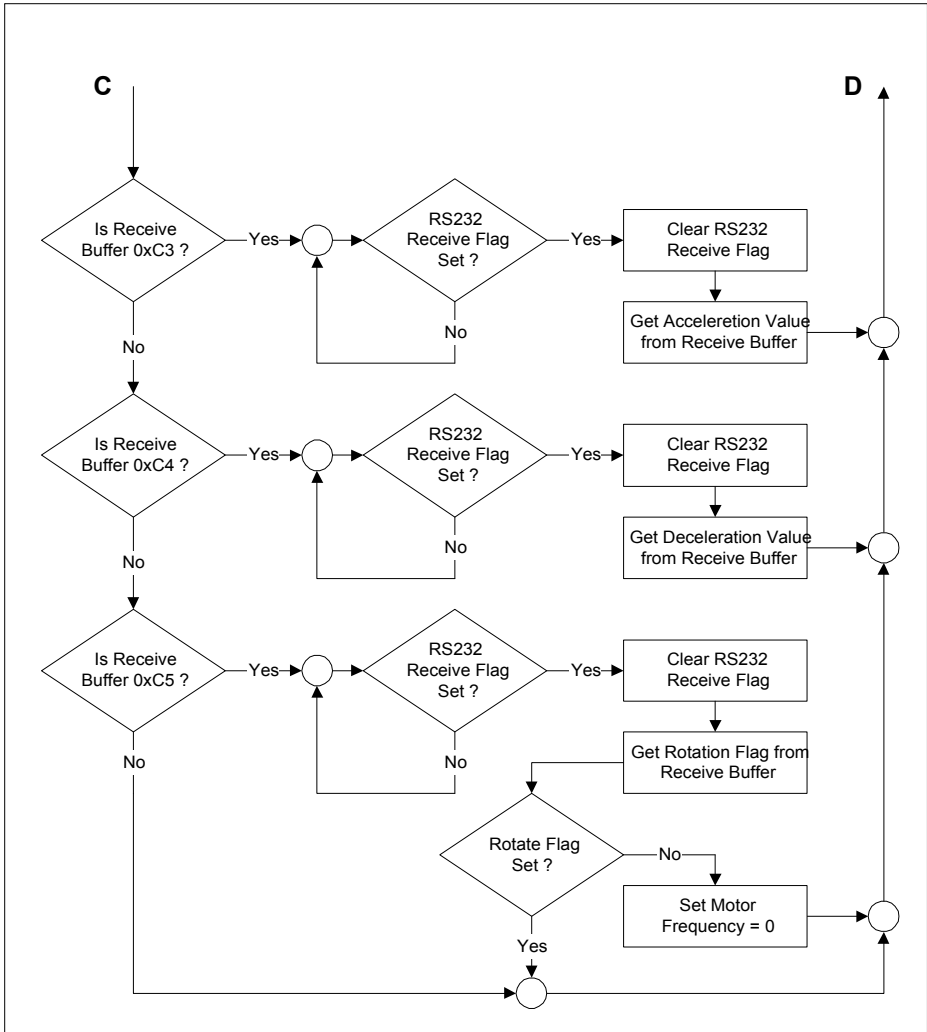 C
D
Is Receive
Buffer 0xC3 ?
Yes
RS232
Receive Flag
Set ?
Yes
Clear RS232
Receive Flag
No
No
Get Acceleretion Value
from Receive Buffer
Is Receive
Buffer 0xC4 ?
Yes
RS232
Receive Flag
Set ?
Yes
Clear RS232
Receive Flag
No
No
Get Deceleration Value
from Receive Buffer
Is Receive
Buffer 0xC5 ?
Yes
RS232
Receive Flag
Set ?
Yes
Clear RS232
Receive Flag
No
No
Get Rotation Flag from
Receive Buffer
Rotate Flag
Set ?
No
Set Motor
Frequency = 0
Yes